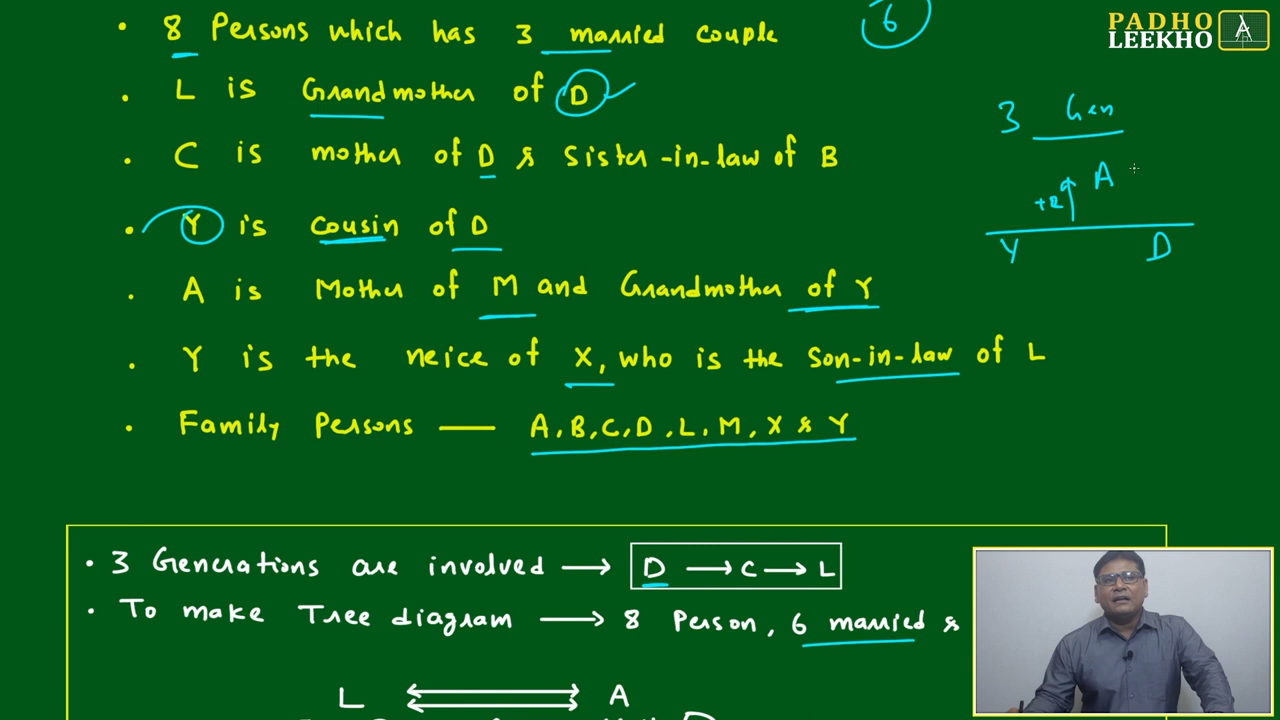 PADHO
LEEKHO
• 8 Persons which has 3 married couple
6
• L is Grandmother of D
3 Gen
• C is mother of D & Sister-in-law of B
+2 A
• Y is cousin of D
Y D
• A is Mother of M and Grandmother of Y
• Y is the neice of X, who is the Son-in-law of L
• Family Persons — A, B, C, D, L, M, X & Y
• 3 Generations are involved → D → C → L
• To make Tree diagram → 8 Person, 6 married &
L A